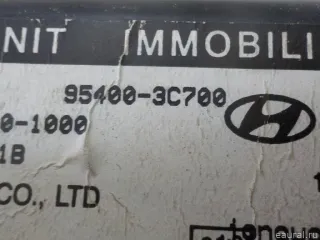 NIT IMMOBILI
95400-3C700
0-1000
1B
CO., LTD
eaural.ru